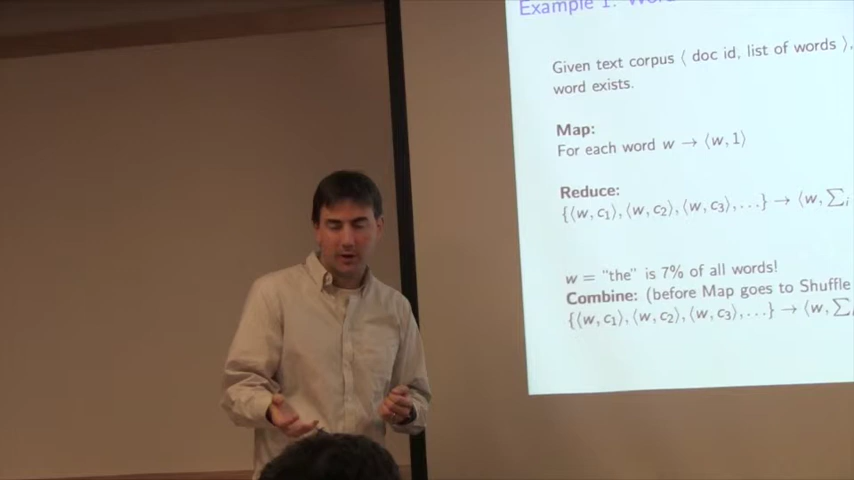 Example 1: Word
Given text corpus ⟨ doc id, list of words ⟩,
word exists.
Map:
For each word w → ⟨w, 1⟩
Reduce:
{⟨w, c₁⟩, ⟨w, c₂⟩, ⟨w, c₃⟩, ...} → ⟨w, ∑ᵢ
w = "the" is 7% of all words!
Combine: (before Map goes to Shuffle
{⟨w, c₁⟩, ⟨w, c₂⟩, ⟨w, c₃⟩, ...} → ⟨w, ∑ᵢ